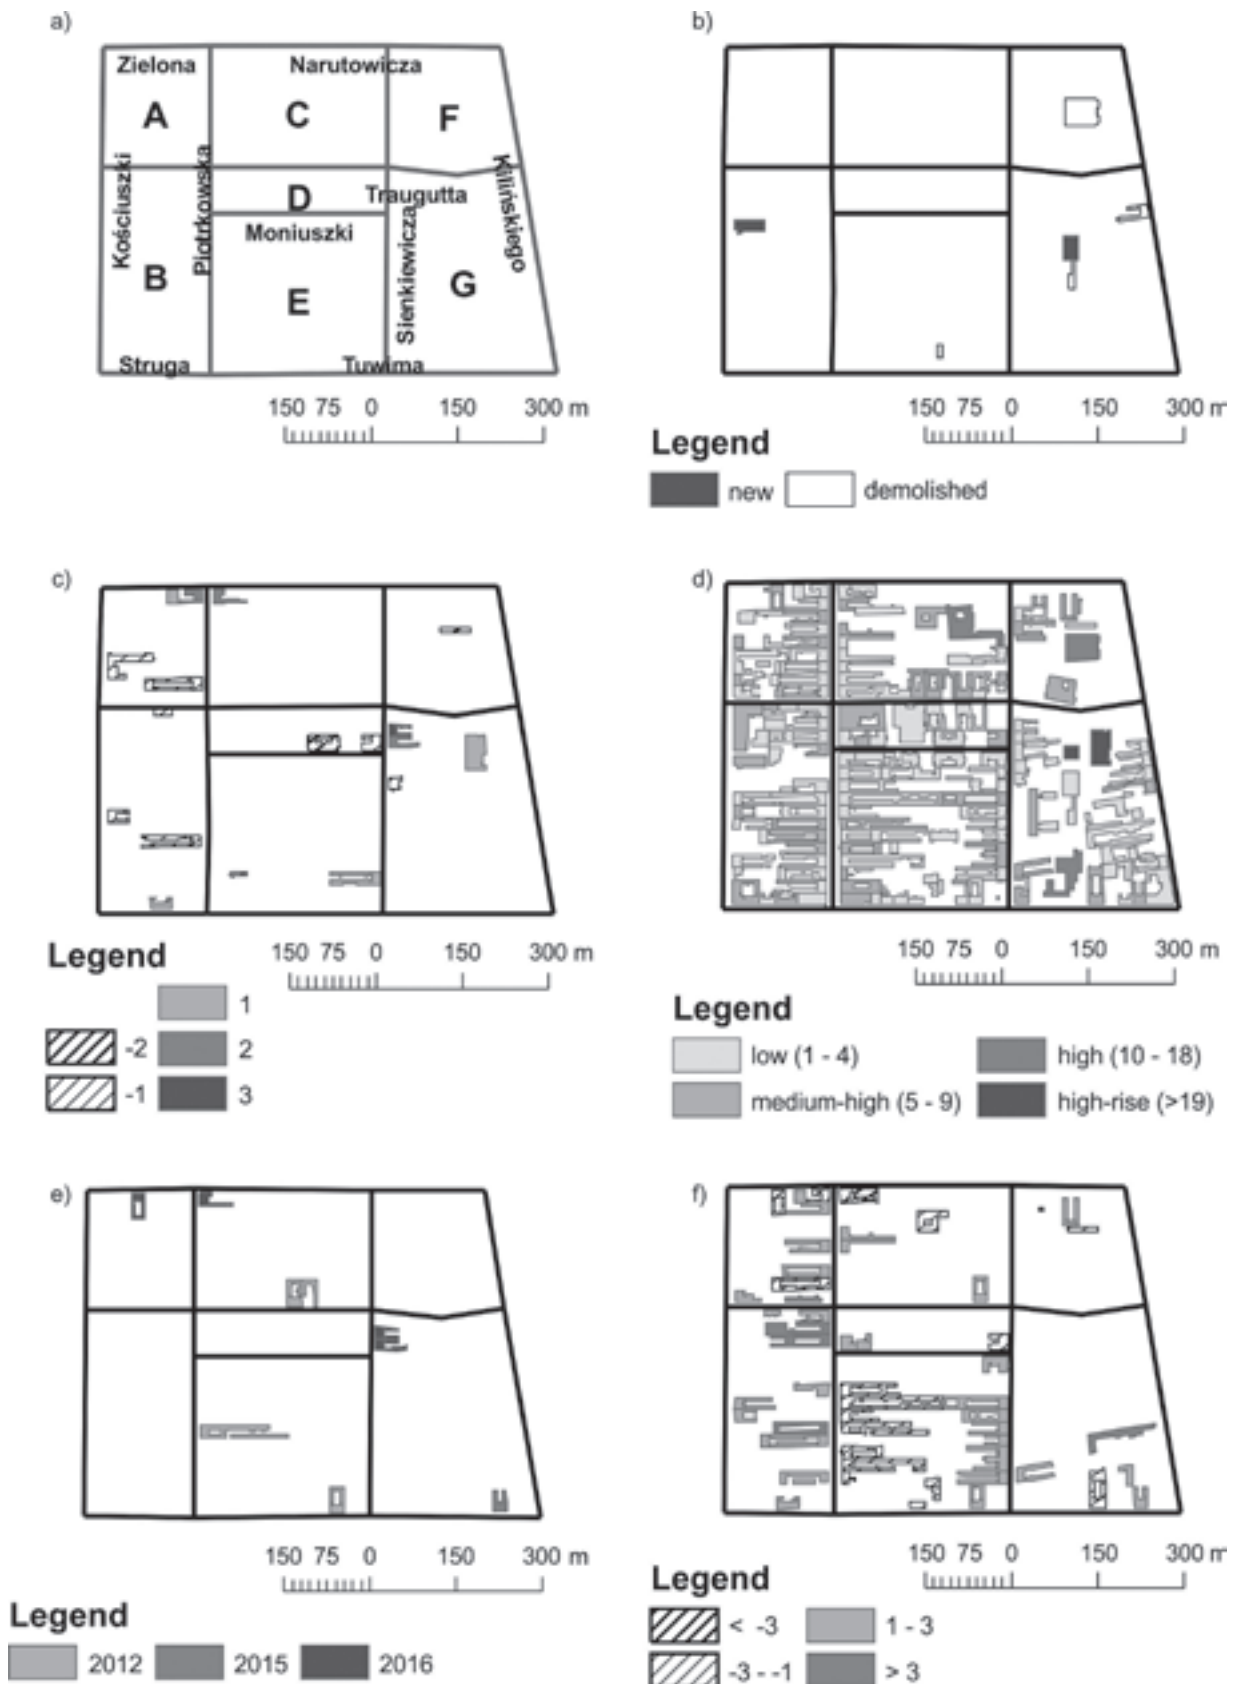 a)
b)
Zielona
Narutowicza
A
C
F
Kościuszki
Piotrkowska
Kilińskiego
D
Traugutta
Moniuszki
Sienkiewicza
B
E
G
Struga
Tuwima
150 75 0 150 300 m
150 75 0 150 300 m
Legend
new
demolished
c)
d)
150 75 0 150 300 m
150 75 0 150 300 m
Legend
1
-2
2
-1
3
Legend
low (1 - 4)
high (10 - 18)
medium-high (5 - 9)
high-rise (>19)
e)
f)
150 75 0 150 300 m
150 75 0 150 300 m
Legend
2012
2015
2016
Legend
< -3
1 - 3
-3 - -1
> 3